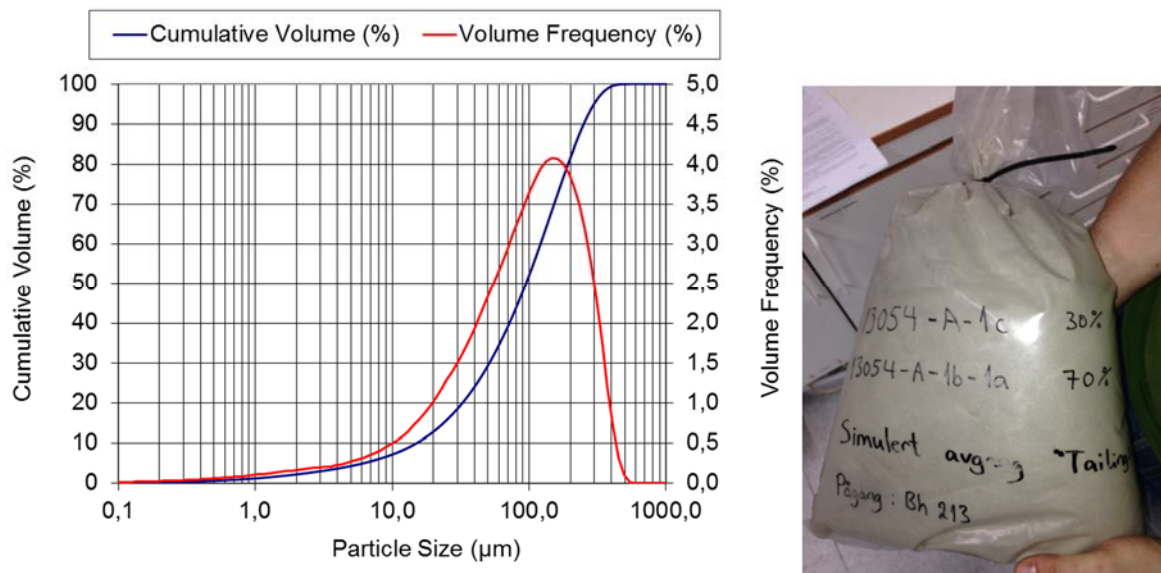 Cumulative Volume (%) Volume Frequency (%)
Cumulative Volume (%)
100
90
80
70
60
50
40
30
20
10
0
5,0
4,5
4,0
3,5
3,0
2,5
2,0
1,5
1,0
0,5
0,0
Volume Frequency (%)
0,1 1,0 10,0 100,0 1000,0
Particle Size (µm)
13054-A-1c 30%
13054-A-1b-1a 70%
Simulert avgang "Tailing
Pågang: Bh 213